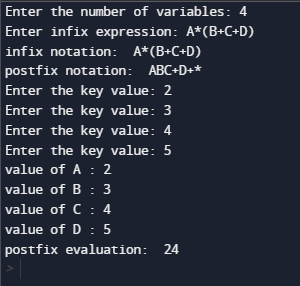 Enter the number of variables: 4
Enter infix expression: A*(B+C+D)
infix notation:  A*(B+C+D)
postfix notation:  ABC+D+*
Enter the key value: 2
Enter the key value: 3
Enter the key value: 4
Enter the key value: 5
value of A : 2
value of B : 3
value of C : 4
value of D : 5
postfix evaluation:  24
>